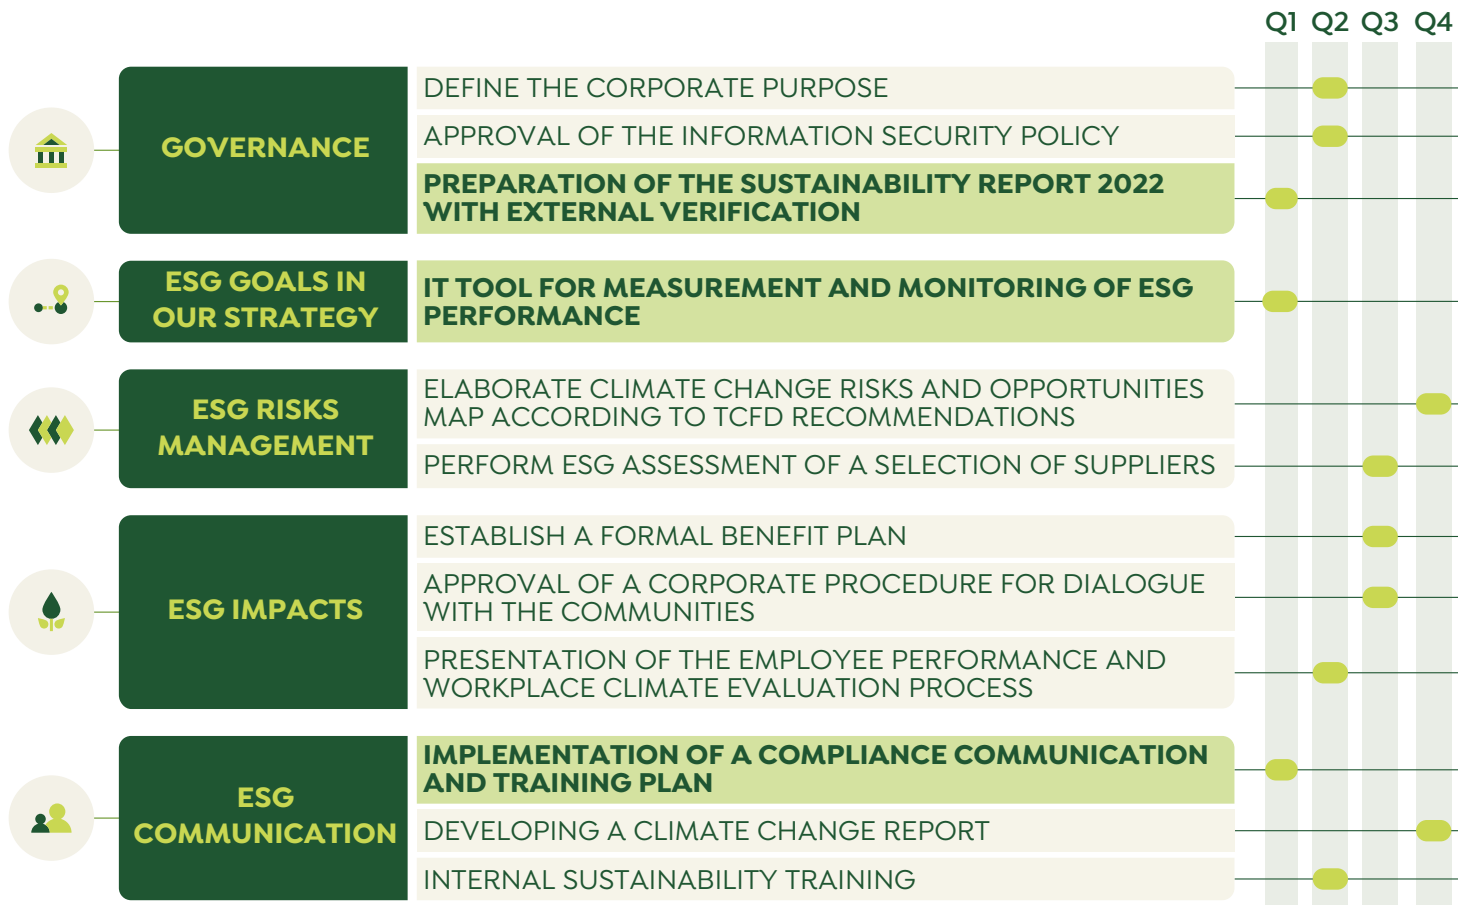 Q1 Q2 Q3 Q4
GOVERNANCE
DEFINE THE CORPORATE PURPOSE
APPROVAL OF THE INFORMATION SECURITY POLICY
PREPARATION OF THE SUSTAINABILITY REPORT 2022
WITH EXTERNAL VERIFICATION
ESG GOALS IN
OUR STRATEGY
IT TOOL FOR MEASUREMENT AND MONITORING OF ESG
PERFORMANCE
ESG RISKS
MANAGEMENT
ELABORATE CLIMATE CHANGE RISKS AND OPPORTUNITIES
MAP ACCORDING TO TCFD RECOMMENDATIONS
PERFORM ESG ASSESSMENT OF A SELECTION OF SUPPLIERS
ESG IMPACTS
ESTABLISH A FORMAL BENEFIT PLAN
APPROVAL OF A CORPORATE PROCEDURE FOR DIALOGUE
WITH THE COMMUNITIES
PRESENTATION OF THE EMPLOYEE PERFORMANCE AND
WORKPLACE CLIMATE EVALUATION PROCESS
ESG
COMMUNICATION
IMPLEMENTATION OF A COMPLIANCE COMMUNICATION
AND TRAINING PLAN
DEVELOPING A CLIMATE CHANGE REPORT
INTERNAL SUSTAINABILITY TRAINING